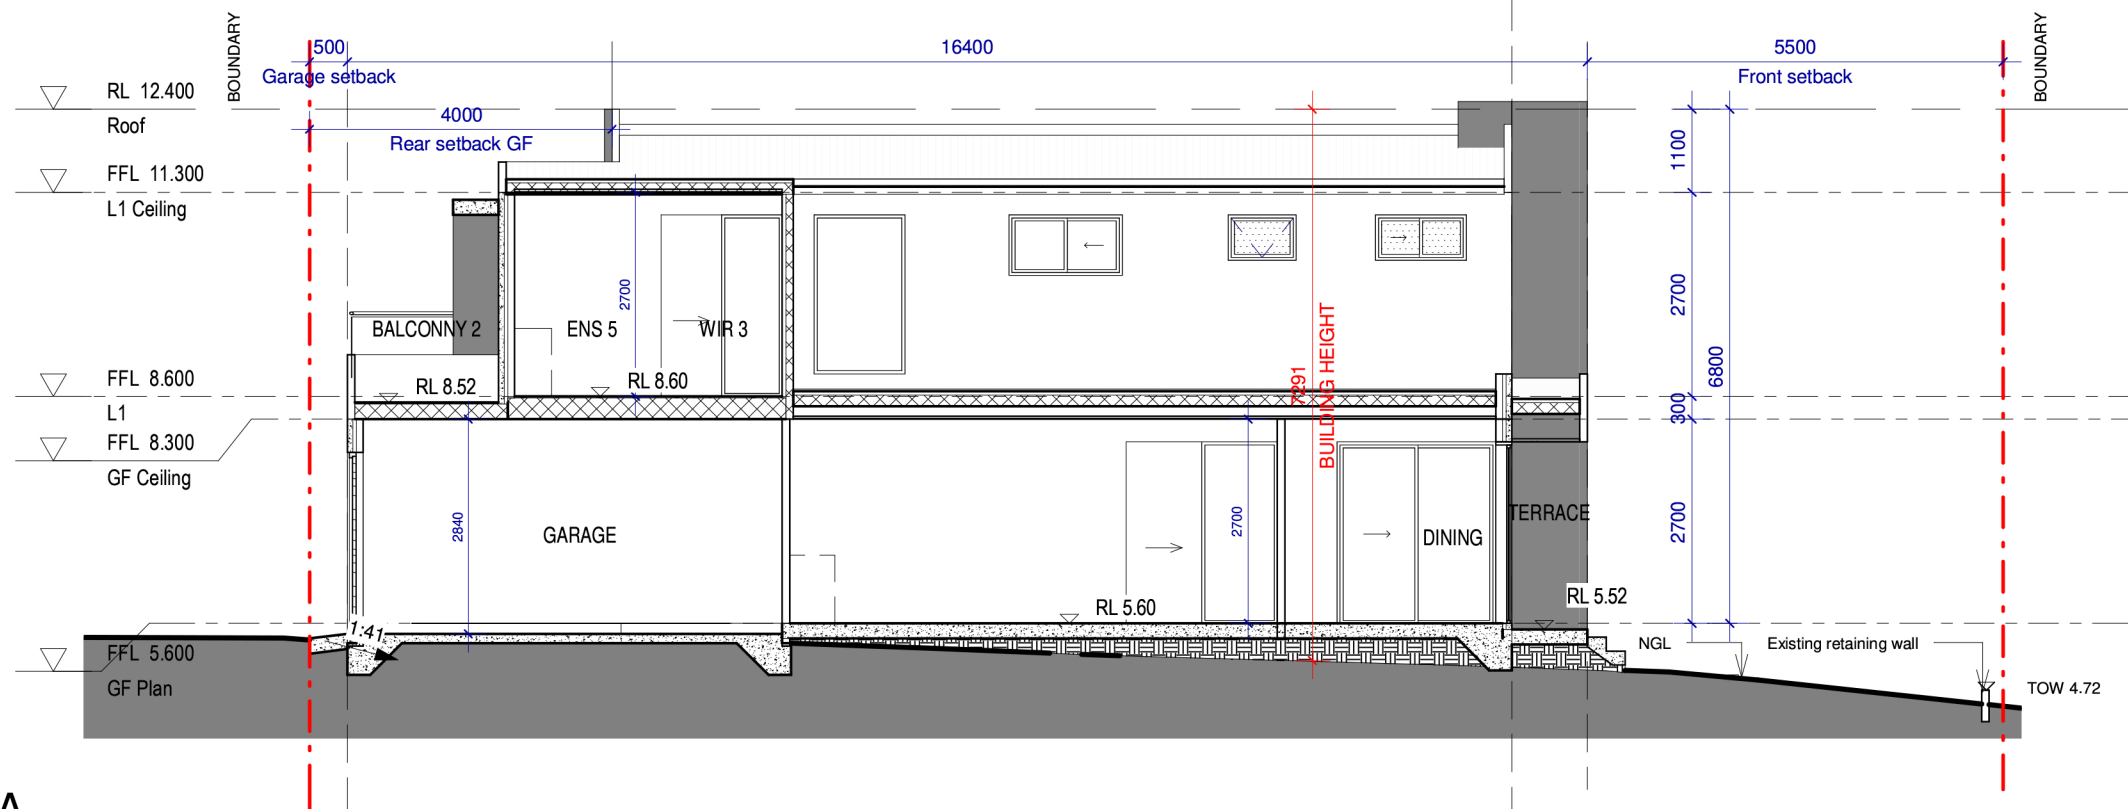 BOUNDARY
500
16400
5500
BOUNDARY
Garage setback
Front setback
RL 12.400
Roof
4000
Rear setback GF
1100
FFL 11.300
L1 Ceiling
2700
2700
BALCONNY 2
ENS 5
WIR 3
7291
BUILDING HEIGHT
6800
FFL 8.600
L1
RL 8.52
RL 8.60
300
FFL 8.300
GF Ceiling
2840
GARAGE
2700
DINING
TERRACE
2700
RL 5.60
RL 5.52
1:41
FFL 5.600
GF Plan
NGL
Existing retaining wall
TOW 4.72